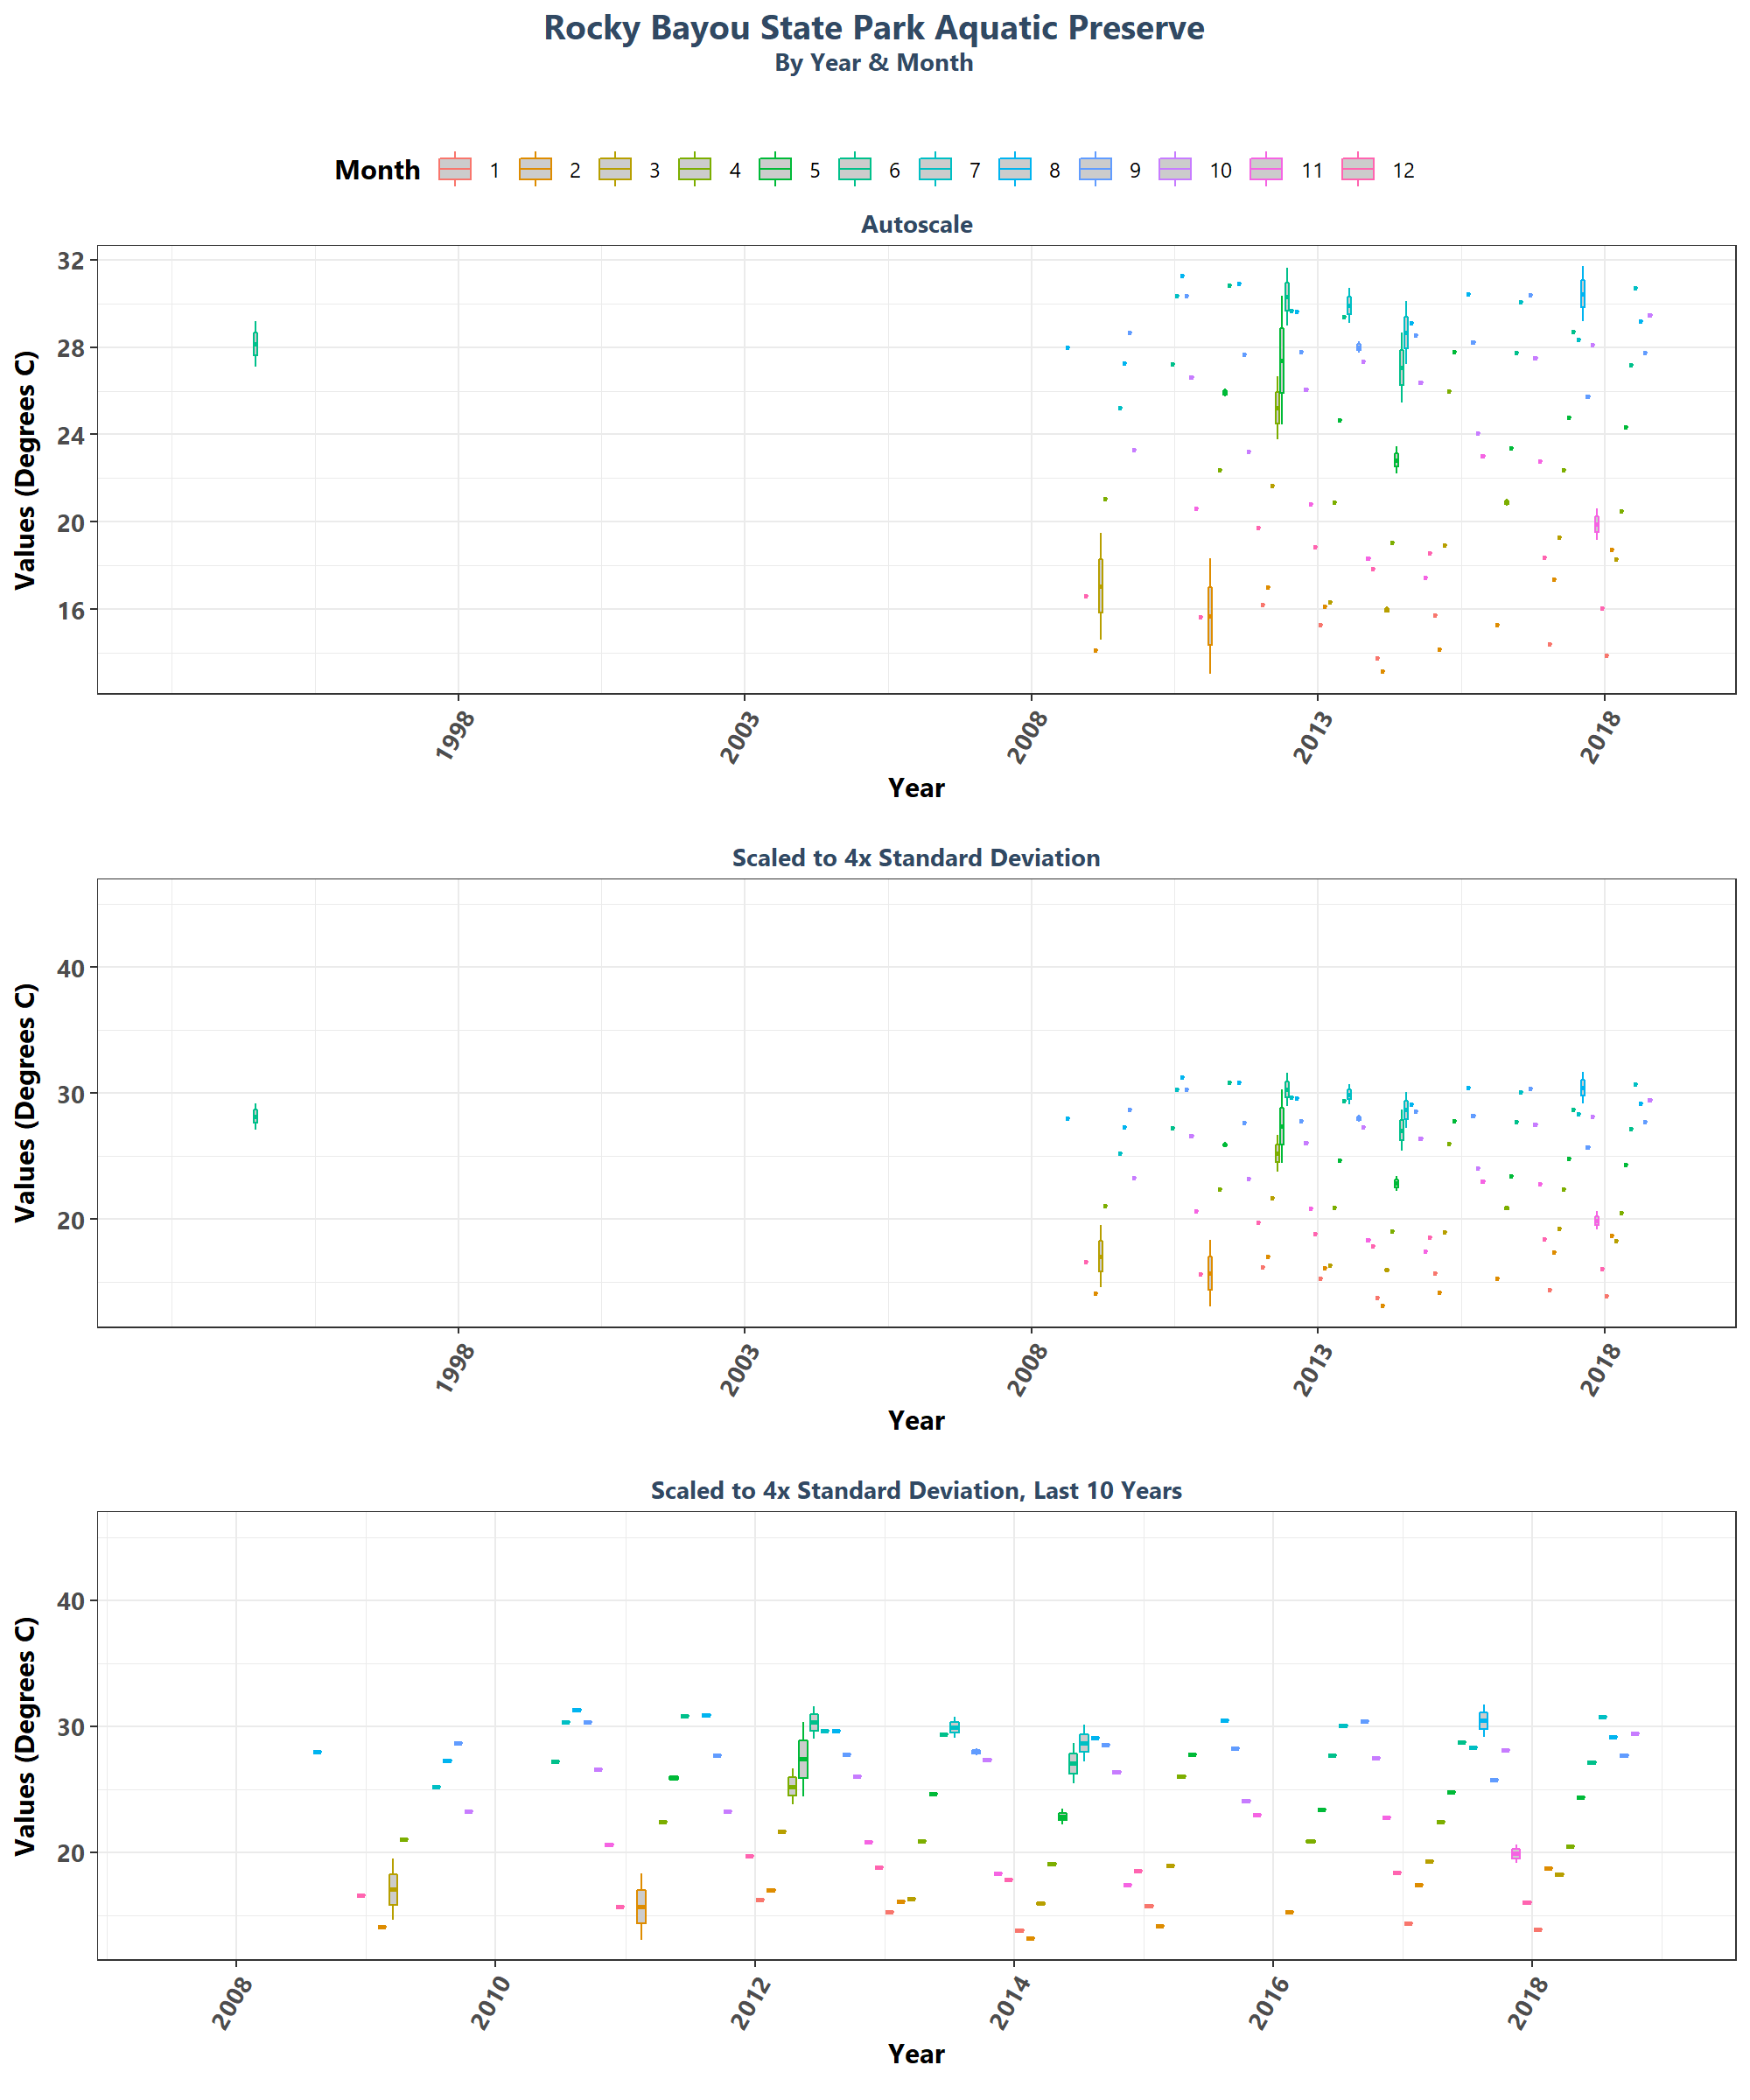 Rocky Bayou State Park Aquatic Preserve
By Year & Month
Month 1 2 3 4 5 6 7 8 9 10 11 12
Autoscale
Values (Degrees C)
32
28
24
20
16
1998 2003 2008 2013 2018
Year
Scaled to 4x Standard Deviation
Values (Degrees C)
40
30
20
1998 2003 2008 2013 2018
Year
Scaled to 4x Standard Deviation, Last 10 Years
Values (Degrees C)
40
30
20
2008 2010 2012 2014 2016 2018
Year